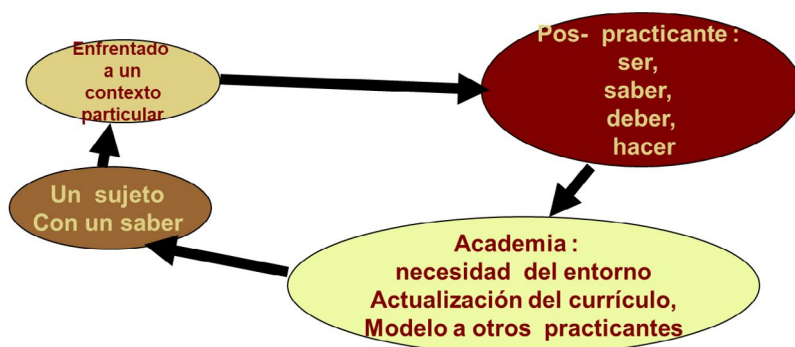 Enfrentado
a un
contexto
particular
Pos- practicante :
ser,
saber,
deber,
hacer
Un sujeto
Con un saber
Academia :
necesidad del entorno
Actualización del currículo,
Modelo a otros practicantes